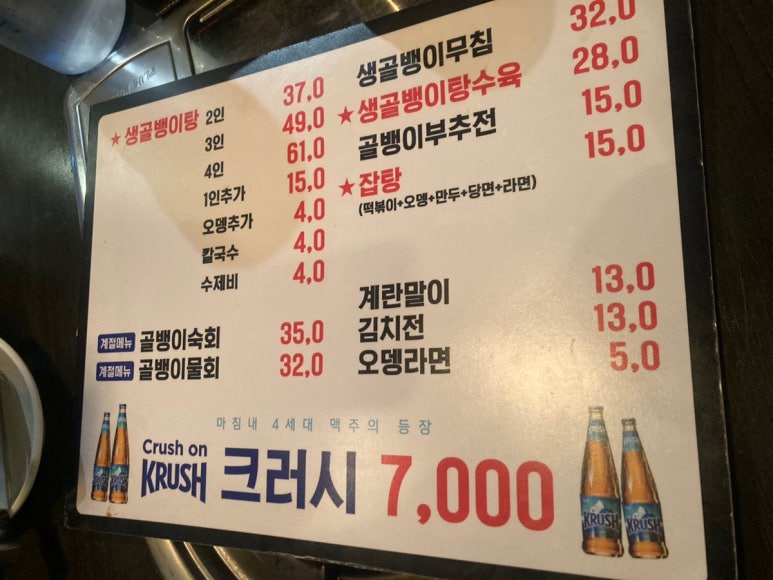 ★ 생골뱅이탕 2인 37,0
3인 49,0
4인 61,0
1인추가 15,0
오뎅추가 4,0
칼국수 4,0
수제비 4,0
계절메뉴 골뱅이숙회 35,0
계절메뉴 골뱅이물회 32,0
생골뱅이무침 32,0
★ 생골뱅이탕수육 28,0
골뱅이부추전 15,0
★ 잡탕 15,0
(떡볶이+오뎅+만두+당면+라면)
계란말이 13,0
김치전 13,0
오뎅라면 5,0
마침내 4세대 맥주의 등장
Crush on
KRUSH 크러시 7,000
KRUSH KRUSH